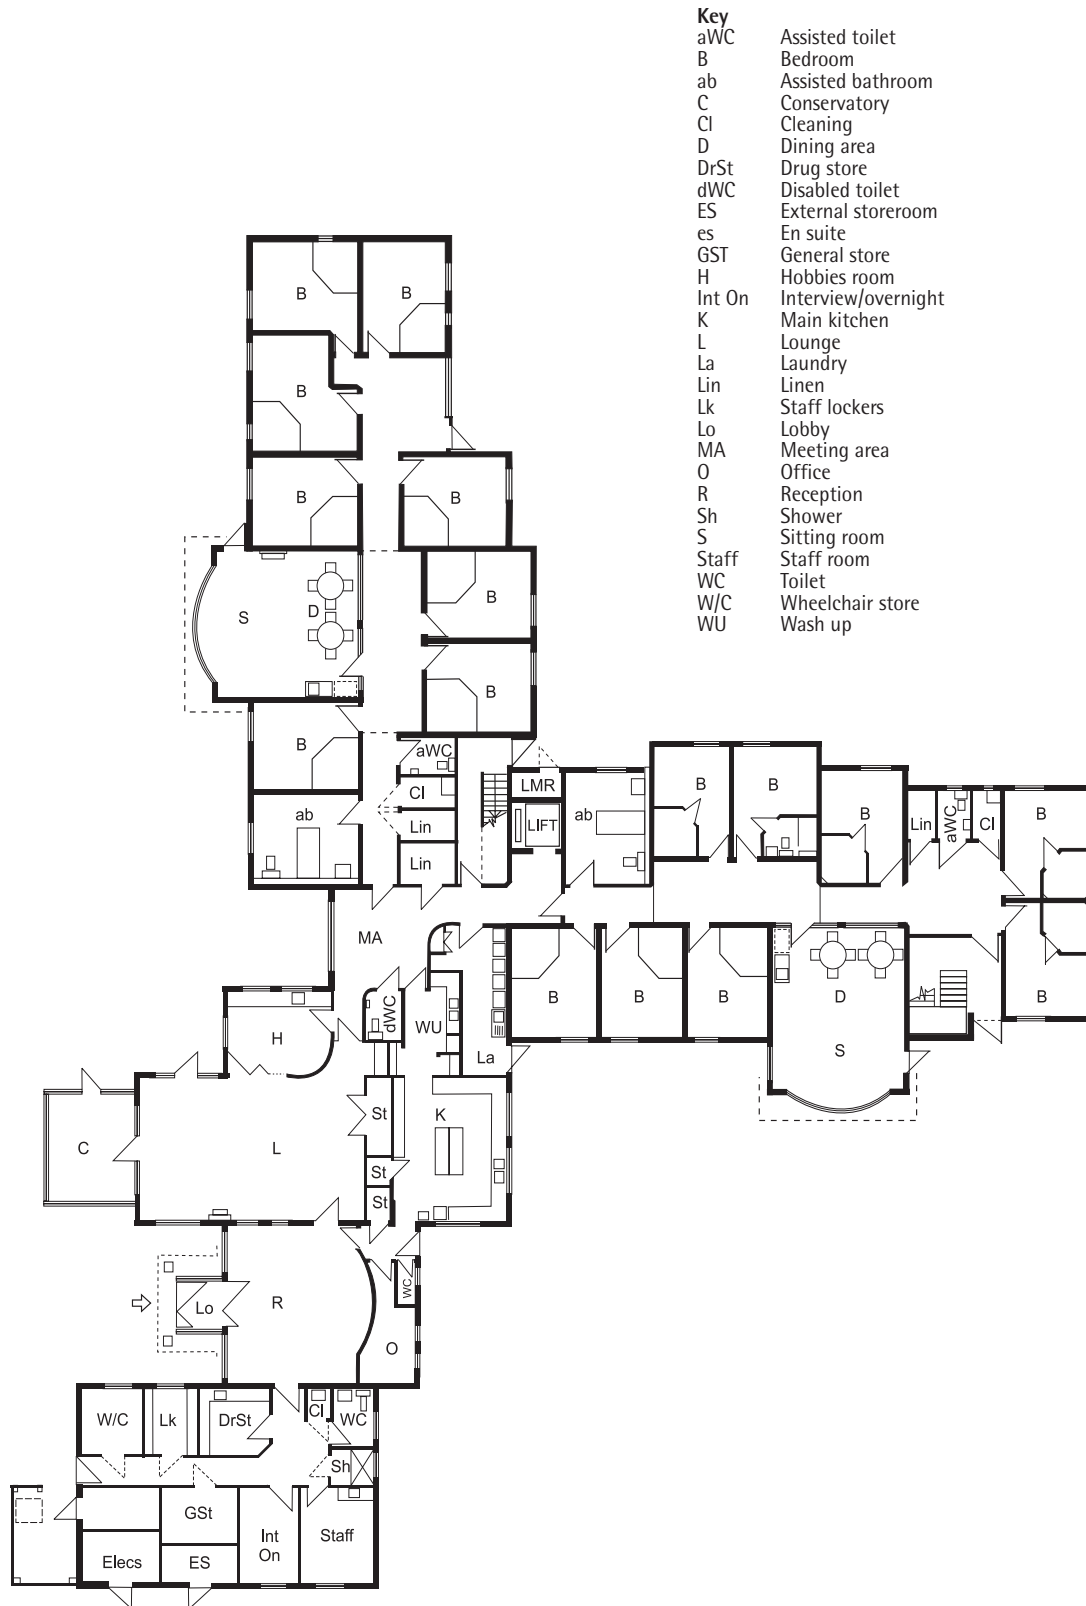 Key
aWC Assisted toilet
B Bedroom
ab Assisted bathroom
C Conservatory
Cl Cleaning
D Dining area
DrSt Drug store
dWC Disabled toilet
ES External storeroom
es En suite
GST General store
H Hobbies room
Int On Interview/overnight
K Main kitchen
L Lounge
La Laundry
Lin Linen
Lk Staff lockers
Lo Lobby
MA Meeting area
O Office
R Reception
Sh Shower
S Sitting room
Staff Staff room
WC Toilet
W/C Wheelchair store
WU Wash up
B B
B
B B
B
S D
B
B
aWC
Cl
Lin
Lin
ab
LMR
LIFT
ab
B
B
B
Lin
aWC
Cl
B
MA
B
B
B
D
S
B
dWC
WU
La
H
C
L
St
St
St
K
Lo
R
WC
O
W/C
Lk
DrSt
Cl
WC
Sh
GSt
Int
On
Staff
Elecs
ES